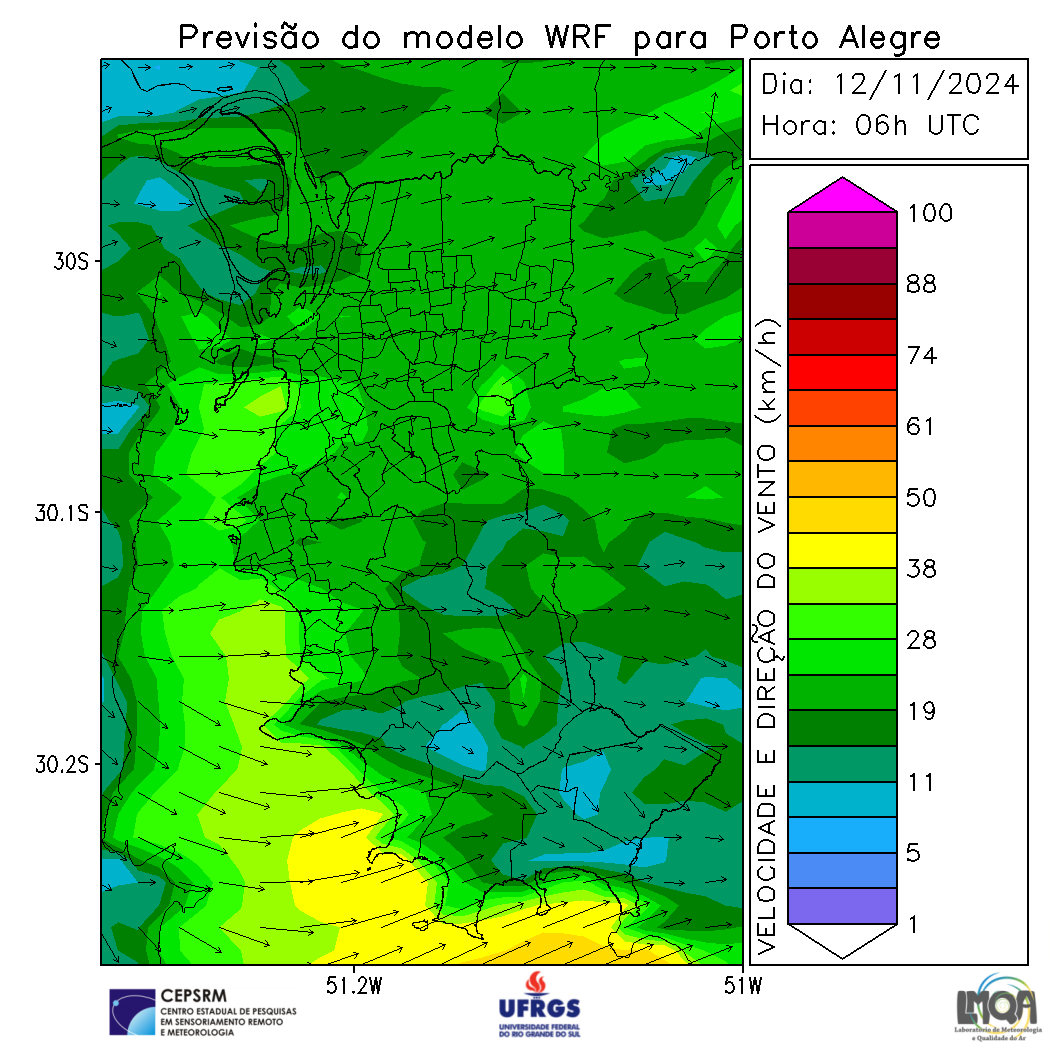 Previsão do modelo WRF para Porto Alegre
Dia: 12/11/2024
Hora: 06h UTC
30S
30.1S
30.2S
51.2W
51W
VELOCIDADE E DIREÇÃO DO VENTO (km/h)
100
88
74
61
50
38
28
19
11
5
1
CEPSRM
CENTRO ESTADUAL DE PESQUISAS
EM SENSORIAMENTO REMOTO
E METEOROLOGIA
UFRGS
UNIVERSIDADE FEDERAL
DO RIO GRANDE DO SUL
LMQA
Laboratório de Meteorologia
e Qualidade do Ar